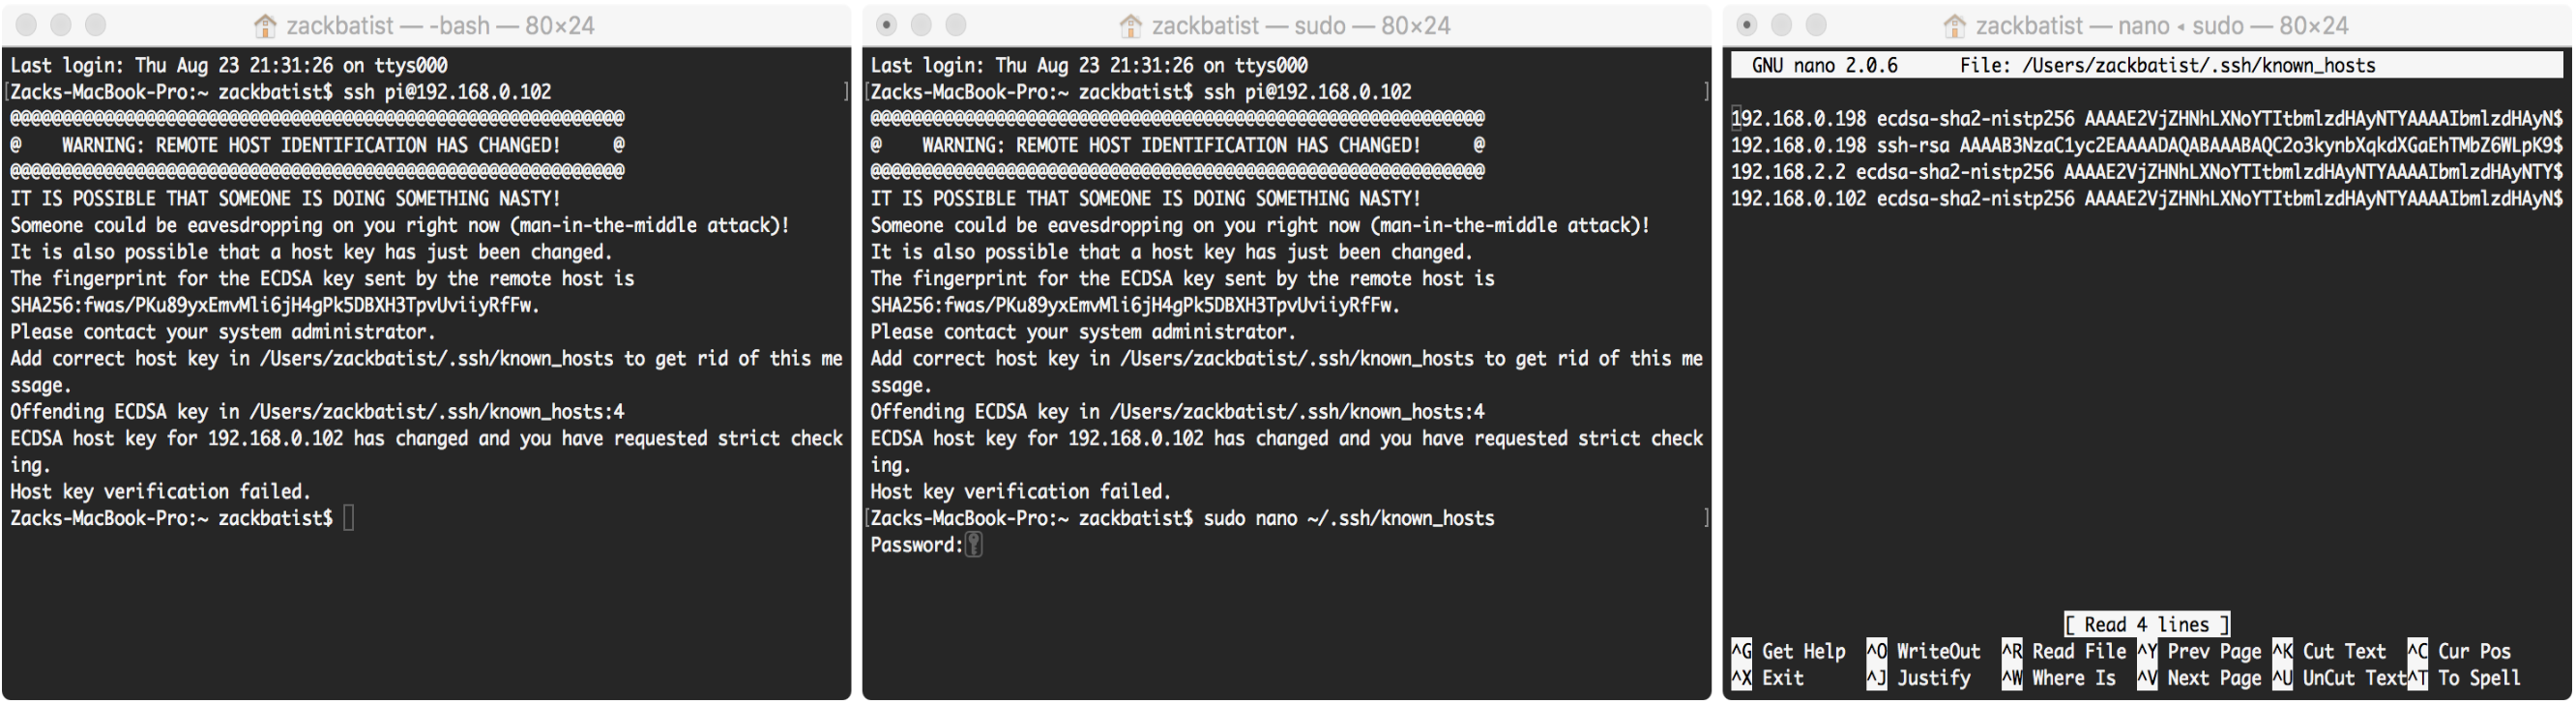 zackbatist — -bash — 80×24
Last login: Thu Aug 23 21:31:26 on ttys000
[Zacks-MacBook-Pro:~ zackbatist$ ssh pi@192.168.0.102 ]
@@@@@@@@@@@@@@@@@@@@@@@@@@@@@@@@@@@@@@@@@@@@@@@@@@@@@@@@@@@
@    WARNING: REMOTE HOST IDENTIFICATION HAS CHANGED!     @
@@@@@@@@@@@@@@@@@@@@@@@@@@@@@@@@@@@@@@@@@@@@@@@@@@@@@@@@@@@
IT IS POSSIBLE THAT SOMEONE IS DOING SOMETHING NASTY!
Someone could be eavesdropping on you right now (man-in-the-middle attack)!
It is also possible that a host key has just been changed.
The fingerprint for the ECDSA key sent by the remote host is
SHA256:fwas/PKu89yxEmvMli6jH4gPk5DBXH3TpvUviiyRfFw.
Please contact your system administrator.
Add correct host key in /Users/zackbatist/.ssh/known_hosts to get rid of this me
ssage.
Offending ECDSA key in /Users/zackbatist/.ssh/known_hosts:4
ECDSA host key for 192.168.0.102 has changed and you have requested strict check
ing.
Host key verification failed.
Zacks-MacBook-Pro:~ zackbatist$
zackbatist — sudo — 80×24
Last login: Thu Aug 23 21:31:26 on ttys000
[Zacks-MacBook-Pro:~ zackbatist$ ssh pi@192.168.0.102 ]
@@@@@@@@@@@@@@@@@@@@@@@@@@@@@@@@@@@@@@@@@@@@@@@@@@@@@@@@@@@
@    WARNING: REMOTE HOST IDENTIFICATION HAS CHANGED!     @
@@@@@@@@@@@@@@@@@@@@@@@@@@@@@@@@@@@@@@@@@@@@@@@@@@@@@@@@@@@
IT IS POSSIBLE THAT SOMEONE IS DOING SOMETHING NASTY!
Someone could be eavesdropping on you right now (man-in-the-middle attack)!
It is also possible that a host key has just been changed.
The fingerprint for the ECDSA key sent by the remote host is
SHA256:fwas/PKu89yxEmvMli6jH4gPk5DBXH3TpvUviiyRfFw.
Please contact your system administrator.
Add correct host key in /Users/zackbatist/.ssh/known_hosts to get rid of this me
ssage.
Offending ECDSA key in /Users/zackbatist/.ssh/known_hosts:4
ECDSA host key for 192.168.0.102 has changed and you have requested strict check
ing.
Host key verification failed.
[Zacks-MacBook-Pro:~ zackbatist$ sudo nano ~/.ssh/known_hosts ]
Password:
zackbatist — nano ◂ sudo — 80×24
GNU nano 2.0.6      File: /Users/zackbatist/.ssh/known_hosts
192.168.0.198 ecdsa-sha2-nistp256 AAAAE2VjZHNhLXNoYTItbmlzdHAyNTYAAAAIbmlzdHAyN$
192.168.0.198 ssh-rsa AAAAB3NzaC1yc2EAAAADAQABAAABAQC2o3kynbXqkdXGaEhTMbZ6WLpK9$
192.168.2.2 ecdsa-sha2-nistp256 AAAAE2VjZHNhLXNoYTItbmlzdHAyNTYAAAAIbmlzdHAyNTY$
192.168.0.102 ecdsa-sha2-nistp256 AAAAE2VjZHNhLXNoYTItbmlzdHAyNTYAAAAIbmlzdHAyN$
[ Read 4 lines ]
^G Get Help  ^O WriteOut  ^R Read File ^Y Prev Page ^K Cut Text  ^C Cur Pos
^X Exit      ^J Justify   ^W Where Is  ^V Next Page ^U UnCut Text^T To Spell